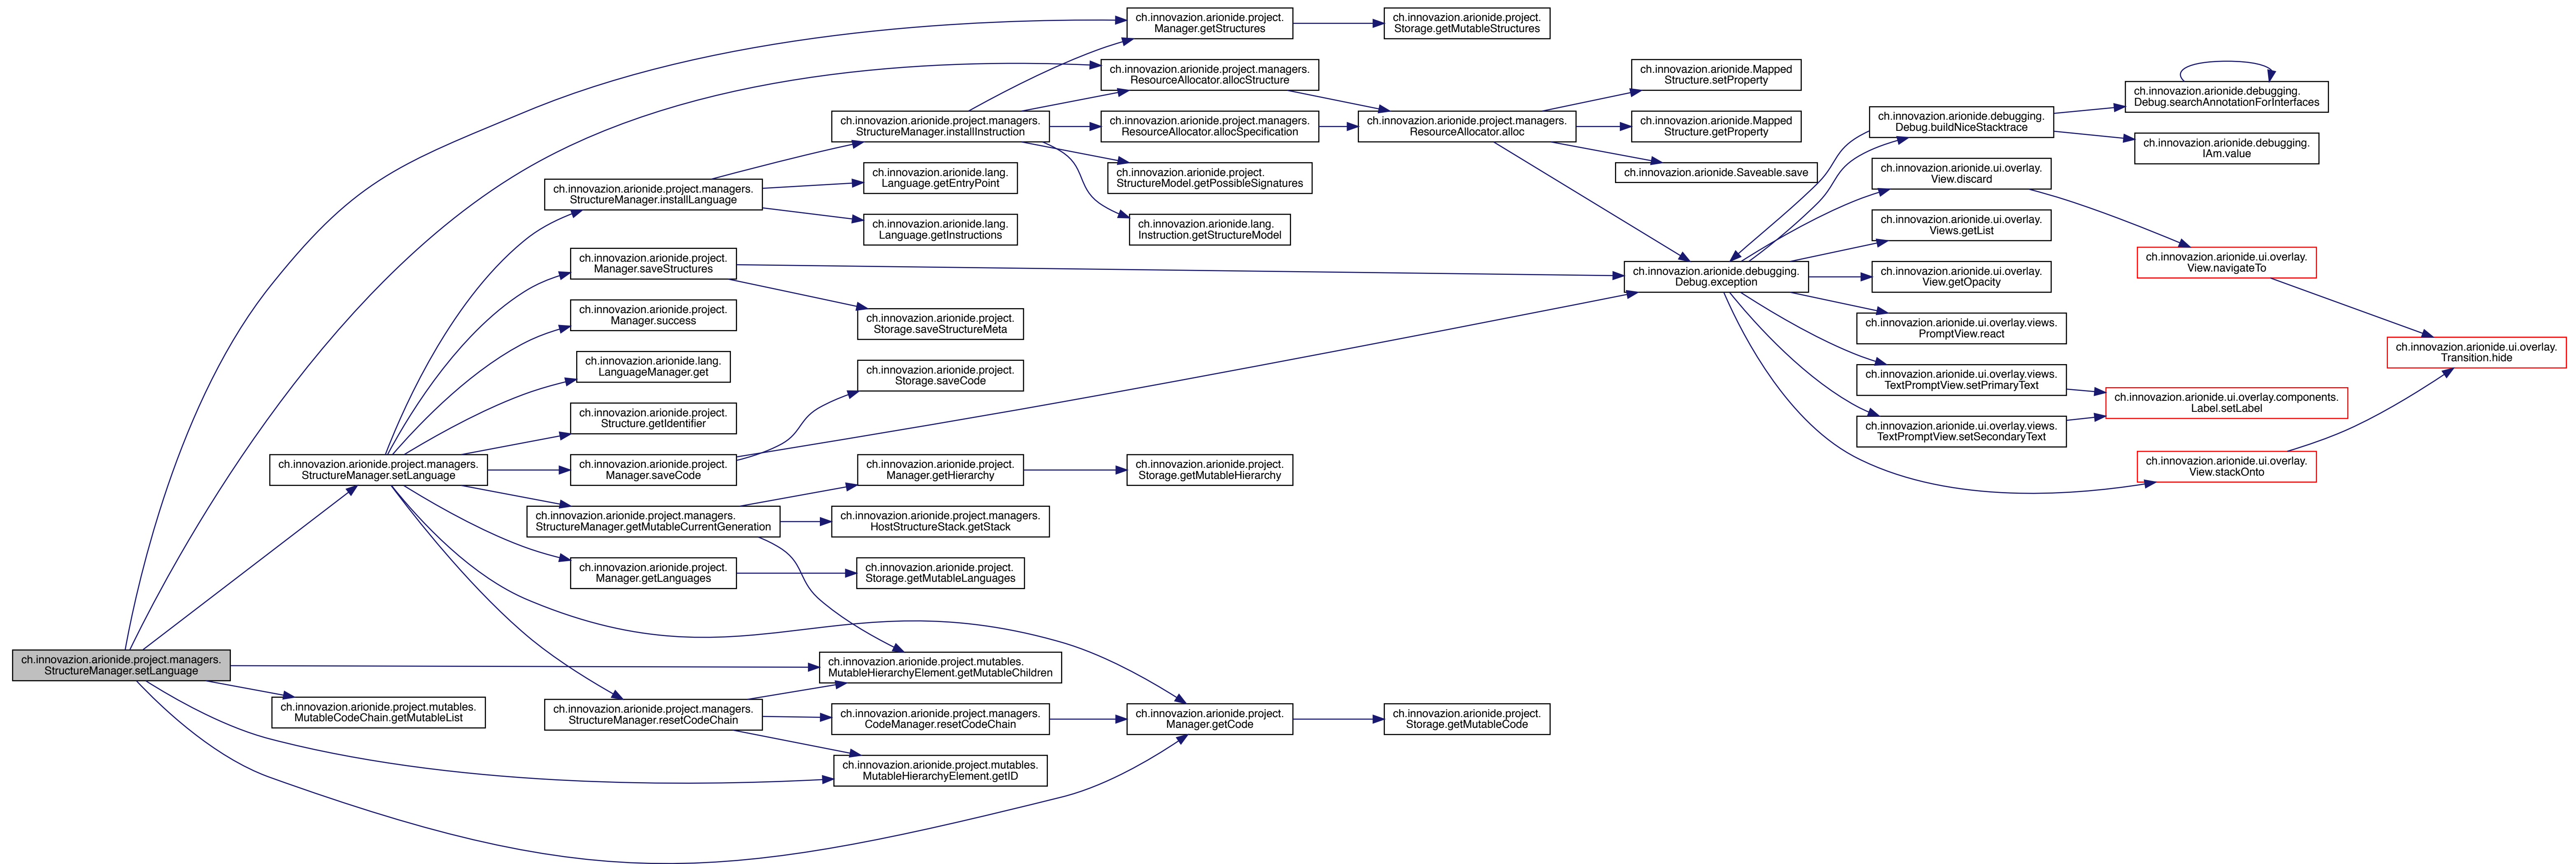 ch.innovazion.arionide.project.managers.
StructureManager.setLanguage
ch.innovazion.arionide.project.managers.
StructureManager.setLanguage
ch.innovazion.arionide.project.mutables.
MutableCodeChain.getMutableList
ch.innovazion.arionide.project.managers.
StructureManager.installLanguage
ch.innovazion.arionide.project.
Manager.saveStructures
ch.innovazion.arionide.project.
Manager.success
ch.innovazion.arionide.lang.
LanguageManager.get
ch.innovazion.arionide.project.
Structure.getIdentifier
ch.innovazion.arionide.project.
Manager.saveCode
ch.innovazion.arionide.project.managers.
StructureManager.getMutableCurrentGeneration
ch.innovazion.arionide.project.
Manager.getLanguages
ch.innovazion.arionide.project.managers.
StructureManager.resetCodeChain
ch.innovazion.arionide.project.managers.
StructureManager.installInstruction
ch.innovazion.arionide.lang.
Language.getEntryPoint
ch.innovazion.arionide.lang.
Language.getInstructions
ch.innovazion.arionide.project.
Storage.saveStructureMeta
ch.innovazion.arionide.project.
Storage.saveCode
ch.innovazion.arionide.project.
Manager.getHierarchy
ch.innovazion.arionide.project.managers.
HostStructureStack.getStack
ch.innovazion.arionide.project.
Storage.getMutableLanguages
ch.innovazion.arionide.project.mutables.
MutableHierarchyElement.getMutableChildren
ch.innovazion.arionide.project.managers.
CodeManager.resetCodeChain
ch.innovazion.arionide.project.mutables.
MutableHierarchyElement.getID
ch.innovazion.arionide.project.
Manager.getStructures
ch.innovazion.arionide.project.managers.
ResourceAllocator.allocStructure
ch.innovazion.arionide.project.managers.
ResourceAllocator.allocSpecification
ch.innovazion.arionide.project.
StructureModel.getPossibleSignatures
ch.innovazion.arionide.lang.
Instruction.getStructureModel
ch.innovazion.arionide.project.
Storage.getMutableHierarchy
ch.innovazion.arionide.project.
Manager.getCode
ch.innovazion.arionide.project.
Storage.getMutableStructures
ch.innovazion.arionide.project.managers.
ResourceAllocator.alloc
ch.innovazion.arionide.project.
Storage.getMutableCode
ch.innovazion.arionide.Mapped
Structure.setProperty
ch.innovazion.arionide.Mapped
Structure.getProperty
ch.innovazion.arionide.Saveable.save
ch.innovazion.arionide.debugging.
Debug.exception
ch.innovazion.arionide.debugging.
Debug.buildNiceStacktrace
ch.innovazion.arionide.ui.overlay.
View.discard
ch.innovazion.arionide.ui.overlay.
Views.getList
ch.innovazion.arionide.ui.overlay.
View.getOpacity
ch.innovazion.arionide.ui.overlay.views.
PromptView.react
ch.innovazion.arionide.ui.overlay.views.
TextPromptView.setPrimaryText
ch.innovazion.arionide.ui.overlay.views.
TextPromptView.setSecondaryText
ch.innovazion.arionide.debugging.
Debug.searchAnnotationForInterfaces
ch.innovazion.arionide.debugging.
IAm.value
ch.innovazion.arionide.ui.overlay.
View.navigateTo
ch.innovazion.arionide.ui.overlay.components.
Label.setLabel
ch.innovazion.arionide.ui.overlay.
View.stackOnto
ch.innovazion.arionide.ui.overlay.
Transition.hide